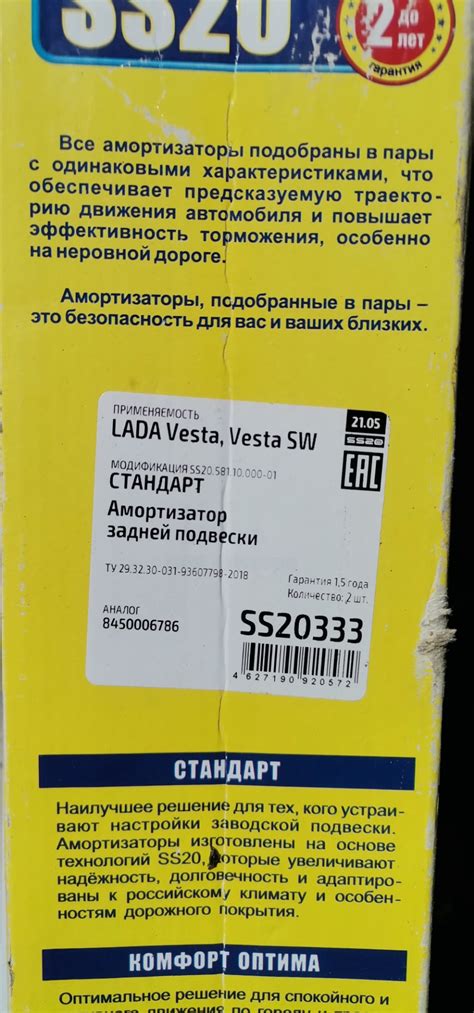 SS20
2 до
лет
гарантия
Все амортизаторы подобраны в пары
с одинаковыми характеристиками, что
обеспечивает предсказуемую траекто-
рию движения автомобиля и повышает
эффективность торможения, особенно
на неровной дороге.
Амортизаторы, подобранные в пары –
это безопасность для вас и ваших близких.
ПРИМЕНЯЕМОСТЬ
LADA Vesta, Vesta SW
21.05
SS20
EAC
МОДИФИКАЦИЯ SS20.581.10.000-01
СТАНДАРТ
Амортизатор
задней подвески
ТУ 29.32.30-031-93607798-2018
Гарантия 1,5 года
Количество: 2 шт.
АНАЛОГ
8450006786
SS20333
4627190920572
СТАНДАРТ
Наилучшее решение для тех, кого устраи-
вают настройки заводской подвески.
Амортизаторы изготовлены на основе
технологий SS20, которые увеличивают
надёжность, долговечность и адаптиро-
ваны к российскому климату и особен-
ностям дорожного покрытия.
КОМФОРТ ОПТИМА
Оптимальное решение для спокойного и
движения по городу и